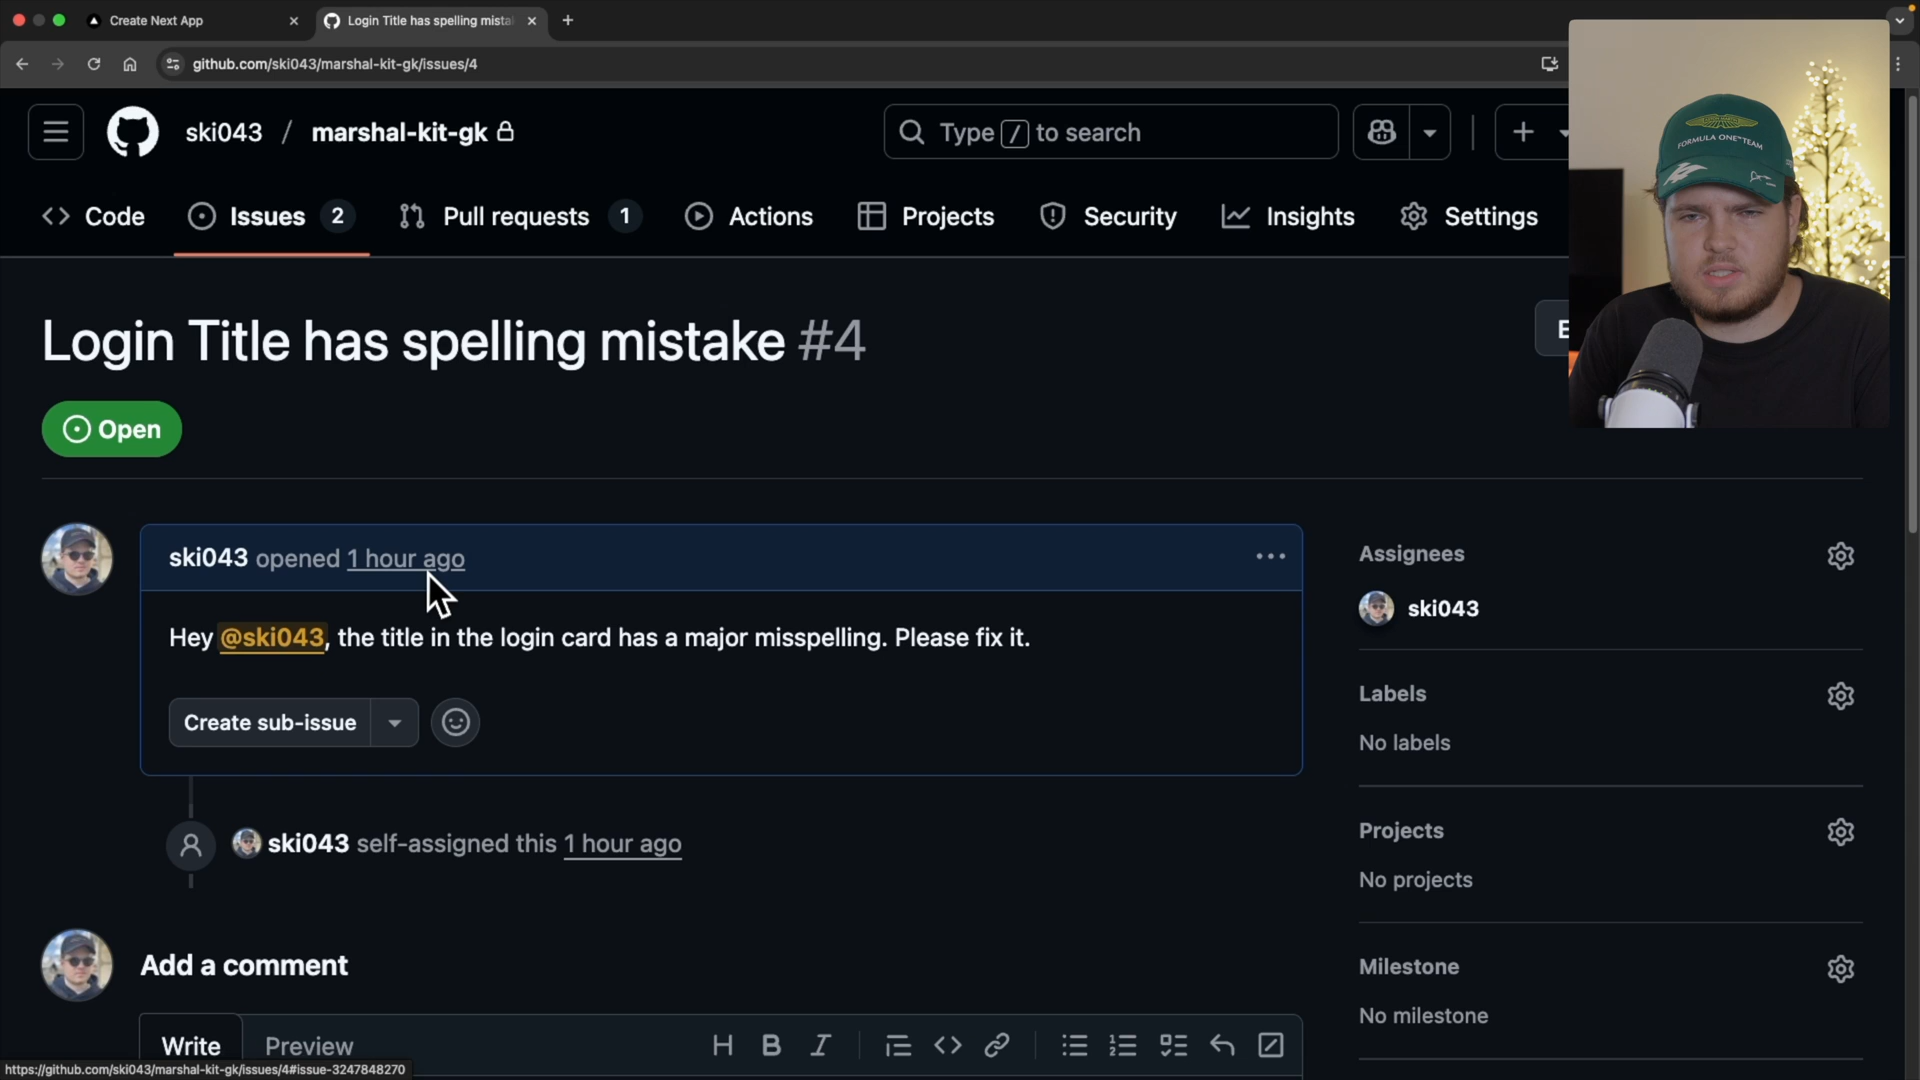 Create Next App
Login Title has spelling mista
github.com/ski043/marshal-kit-gk/issues/4
ski043 / marshal-kit-gk
Type / to search
Code
Issues 2
Pull requests 1
Actions
Projects
Security
Insights
Settings
FORMULA ONE™ TEAM
Login Title has spelling mistake #4
E
Open
ski043 opened 1 hour ago
Hey @ski043, the title in the login card has a major misspelling. Please fix it.
Create sub-issue
ski043 self-assigned this 1 hour ago
Add a comment
Write
Preview
Assignees
ski043
Labels
No labels
Projects
No projects
Milestone
No milestone
https://github.com/ski043/marshal-kit-gk/issues/4#issue-3247848270